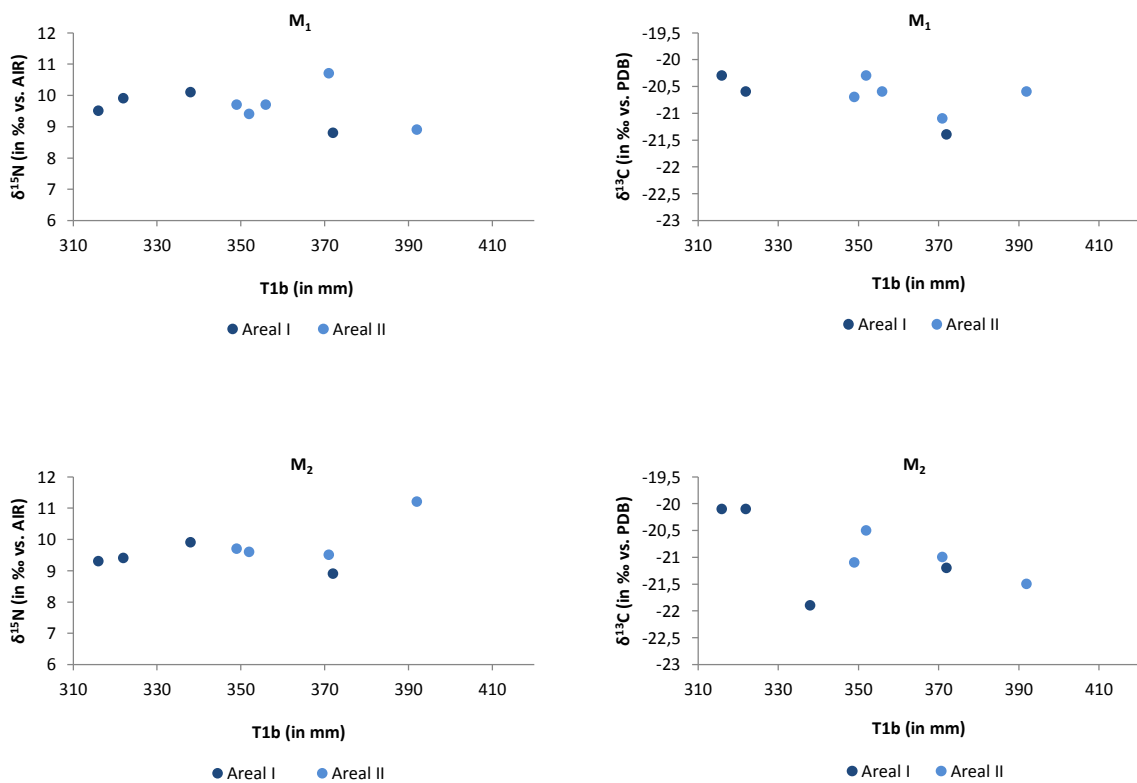 M₁
12
11
10
9
8
7
6
δ¹⁵N (in ‰ vs. AIR)
310 330 350 370 390 410
T1b (in mm)
Areal I Areal II
M₁
-19,5
-20
-20,5
-21
-21,5
-22
-22,5
-23
δ¹³C (in ‰ vs. PDB)
310 330 350 370 390 410
T1b (in mm)
Areal I Areal II
M₂
12
11
10
9
8
7
6
δ¹⁵N (in ‰ vs. AIR)
310 330 350 370 390 410
T1b (in mm)
Areal I Areal II
M₂
-19,5
-20
-20,5
-21
-21,5
-22
-22,5
-23
δ¹³C (in ‰ vs. PDB)
310 330 350 370 390 410
T1b (in mm)
Areal I Areal II